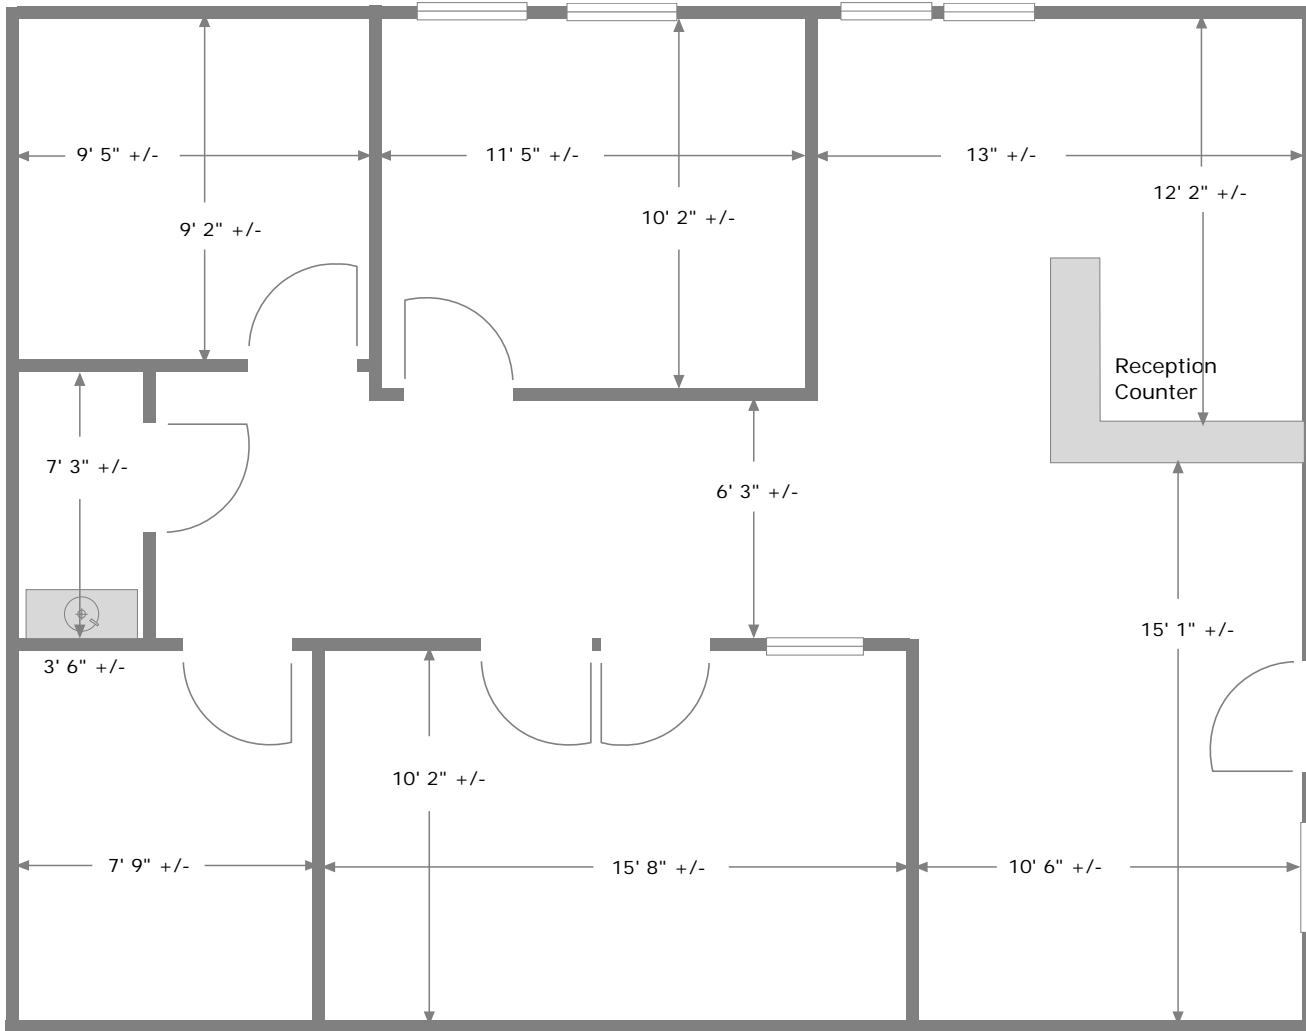 9' 5" +/-
11' 5" +/-
13" +/-
12' 2" +/-
9' 2" +/-
10' 2" +/-
Reception
Counter
7' 3" +/-
6' 3" +/-
15' 1" +/-
3' 6" +/-
10' 2" +/-
7' 9" +/-
15' 8" +/-
10' 6" +/-